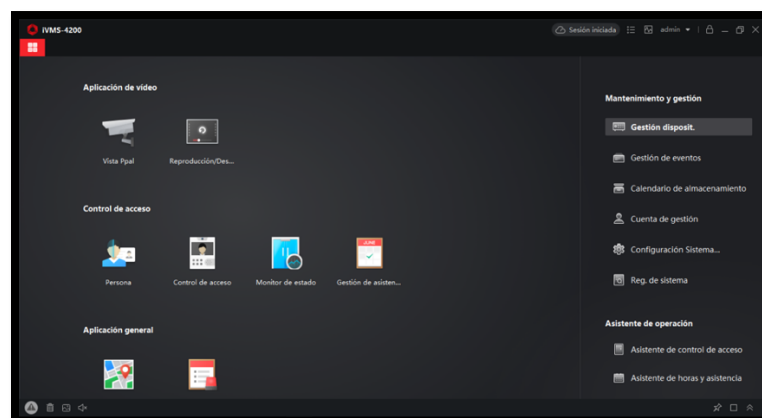 iVMS-4200
Sesión iniciada
admin
Aplicación de vídeo
Vista Ppal
Reproducción/Des...
Control de acceso
JUNE
Persona
Control de acceso
Monitor de estado
Gestión de asisten...
Aplicación general
Mantenimiento y gestión
Gestión disposit.
Gestión de eventos
Calendario de almacenamiento
Cuenta de gestión
Configuración Sistema...
Reg. de sistema
Asistente de operación
Asistente de control de acceso
Asistente de horas y asistencia